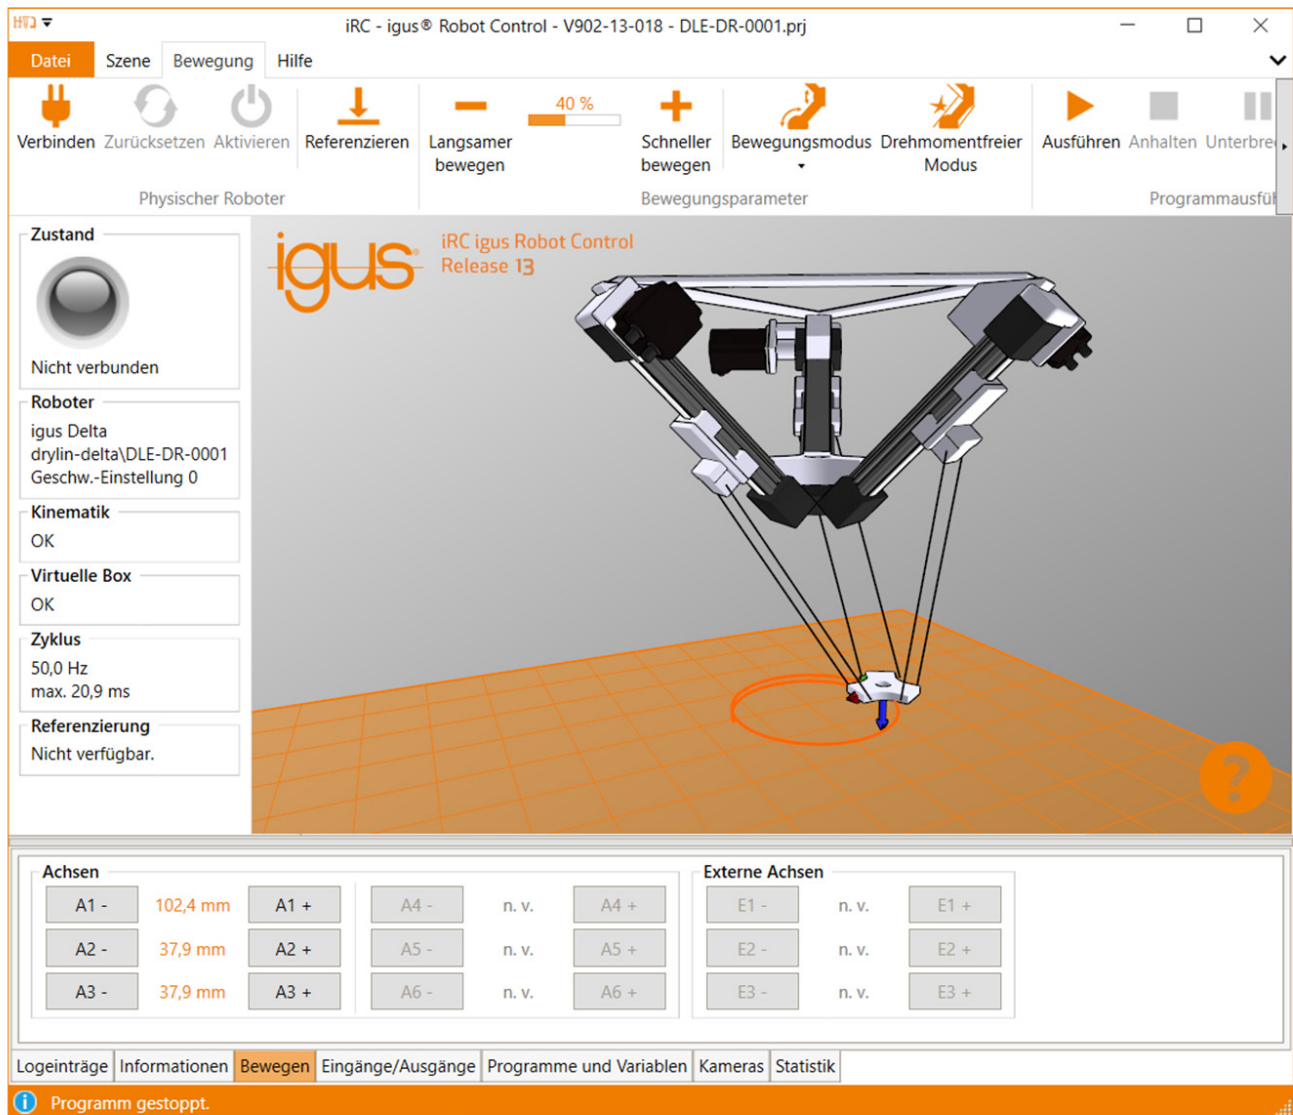 iRC - igus® Robot Control - V902-13-018 - DLE-DR-0001.prj
Datei Szene Bewegung Hilfe
40 %
Verbinden Zurücksetzen Aktivieren Referenzieren Langsamer bewegen Schneller bewegen Bewegungsmodus Drehmomentfreier Modus Ausführen Anhalten Unterbre
Physischer Roboter Bewegungsparameter Programmausfü
Zustand
Nicht verbunden
Roboter
igus Delta
drylin-delta\DLE-DR-0001
Geschw.-Einstellung 0
Kinematik
OK
Virtuelle Box
OK
Zyklus
50,0 Hz
max. 20,9 ms
Referenzierung
Nicht verfügbar.
igus®
iRC igus Robot Control
Release 13
?
Achsen Externe Achsen
A1 - 102,4 mm A1 + A4 - n. v. A4 + E1 - n. v. E1 +
A2 - 37,9 mm A2 + A5 - n. v. A5 + E2 - n. v. E2 +
A3 - 37,9 mm A3 + A6 - n. v. A6 + E3 - n. v. E3 +
Logeinträge Informationen Bewegen Eingänge/Ausgänge Programme und Variablen Kameras Statistik
Programm gestoppt.